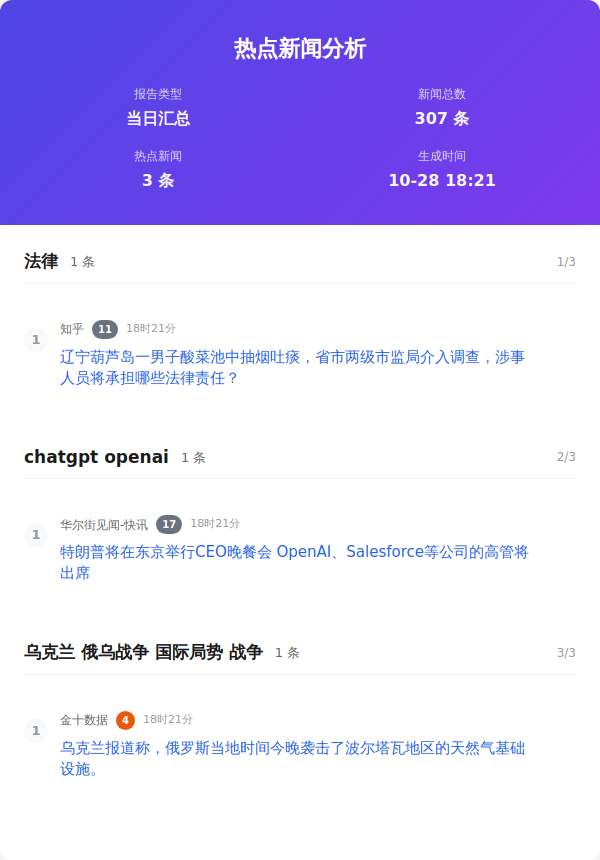 热点新闻分析
报告类型
新闻总数
当日汇总
307 条
热点新闻
生成时间
3 条
10-28 18:21
法律 1 条 1/3
1 知乎 11 18时21分
辽宁葫芦岛一男子酸菜池中抽烟吐痰，省市两级市监局介入调查，涉事
人员将承担哪些法律责任？
chatgpt openai 1 条 2/3
1 华尔街见闻-快讯 17 18时21分
特朗普将在东京举行CEO晚餐会 OpenAI、Salesforce等公司的高管将
出席
乌克兰 俄乌战争 国际局势 战争 1 条 3/3
1 金十数据 4 18时21分
乌克兰报道称，俄罗斯当地时间今晚袭击了波尔塔瓦地区的天然气基础
设施。